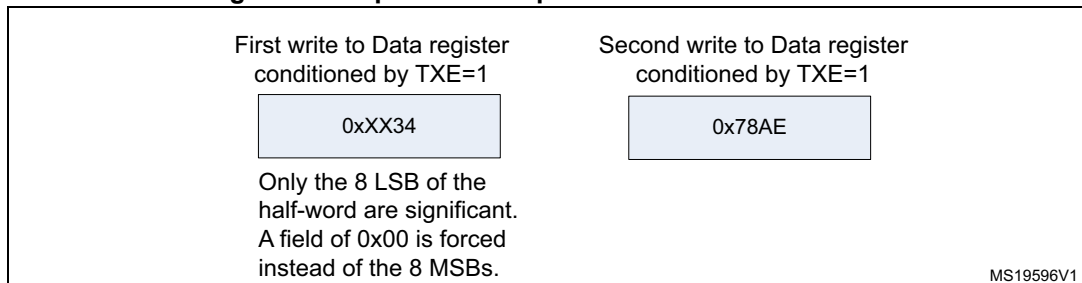 First write to Data register
conditioned by TXE=1
0xXX34
Only the 8 LSB of the
half-word are significant.
A field of 0x00 is forced
instead of the 8 MSBs.
Second write to Data register
conditioned by TXE=1
0x78AE
MS19596V1